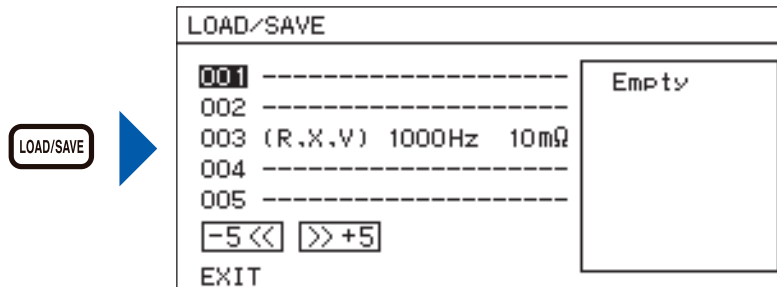 LOAD/SAVE
LOAD/SAVE
001 --------------------
002 --------------------
003 (R,X,V) 1000Hz 10mΩ
004 --------------------
005 --------------------
Empty
-5<< >>+5
EXIT